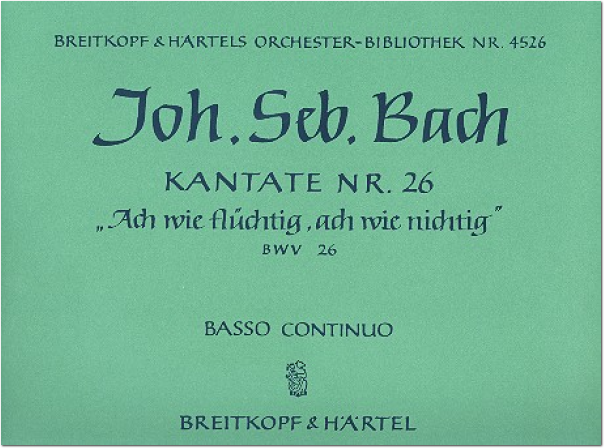 BREITKOPF & HÄRTELS ORCHESTER-BIBLIOTHEK NR. 4526
Joh. Seb. Bach
KANTATE NR. 26
„Ach wie flüchtig, ach wie nichtig"
BWV 26
BASSO CONTINUO
BREITKOPF & HÄRTEL